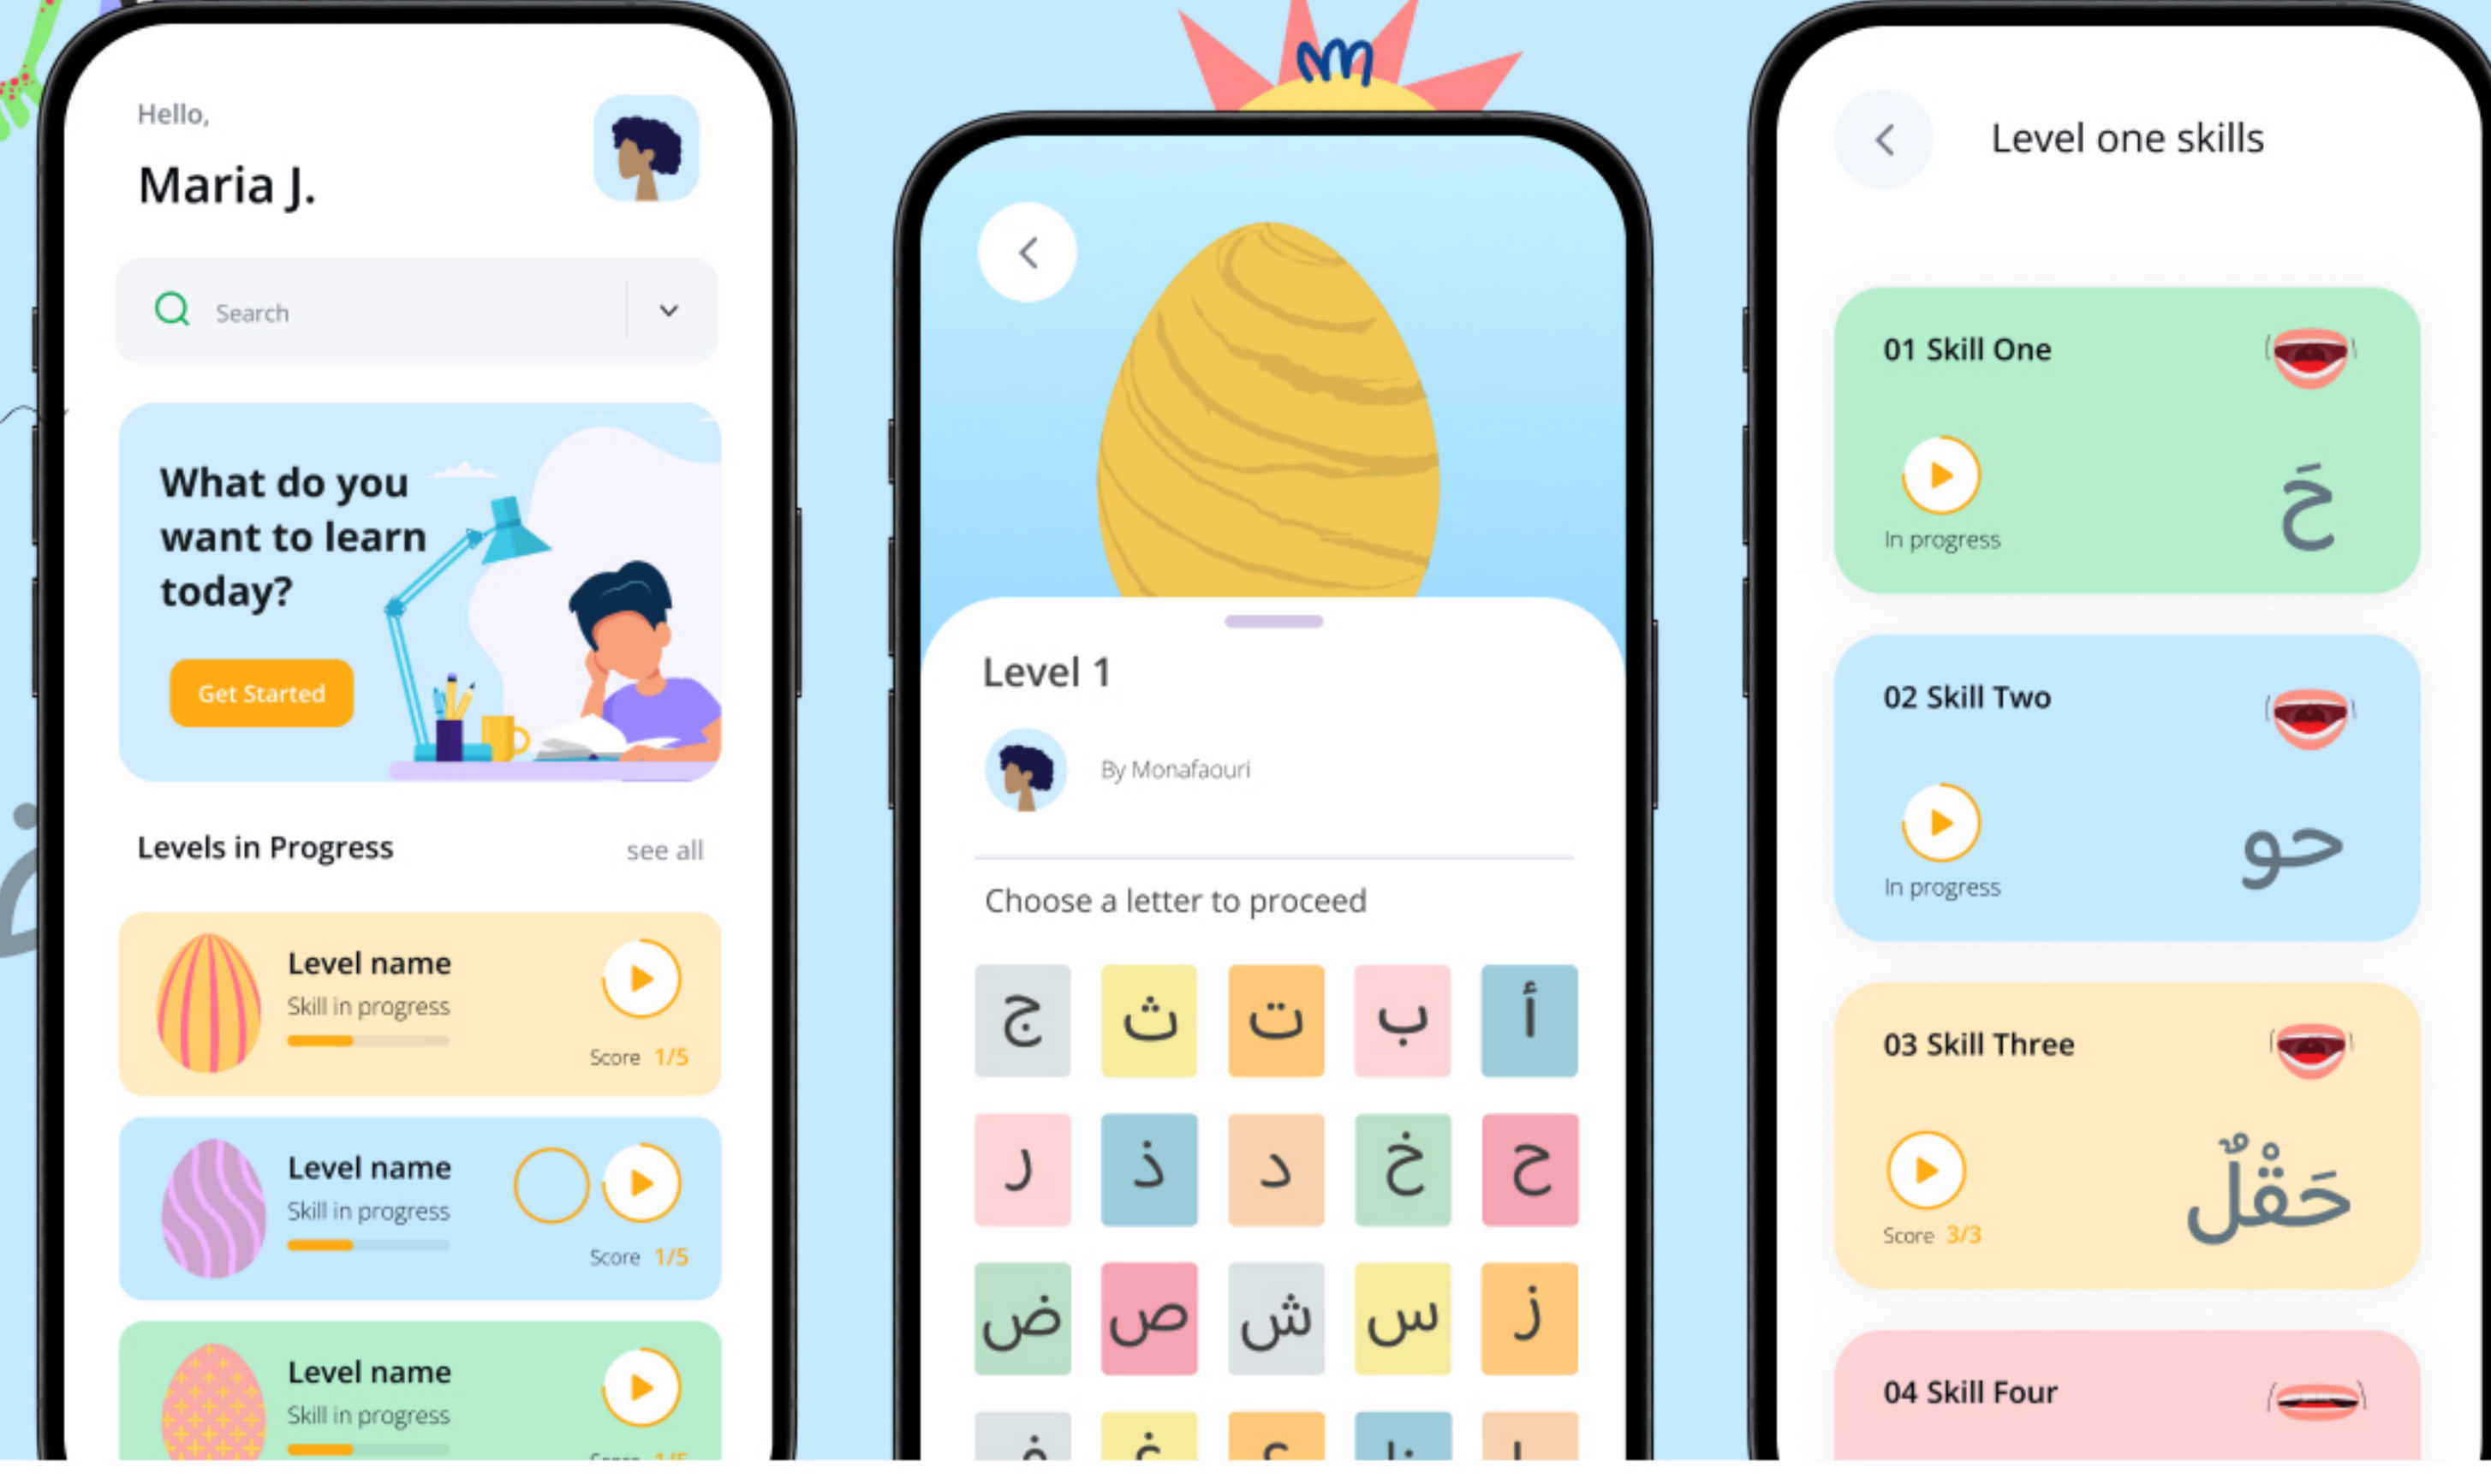 Hello,
Maria J.
Search
What do you
want to learn
today?
Get Started
Levels in Progress
see all
Level name
Skill in progress
Score 1/5
Level name
Skill in progress
Score 1/5
Level name
Skill in progress
Level 1
By Monafaouri
Choose a letter to proceed
أ ب ت ث ج
ح خ د ذ ر
ز س ش ص ض
Level one skills
01 Skill One
In progress
حَ
02 Skill Two
In progress
حو
03 Skill Three
Score 3/3
حَقْلٌ
04 Skill Four